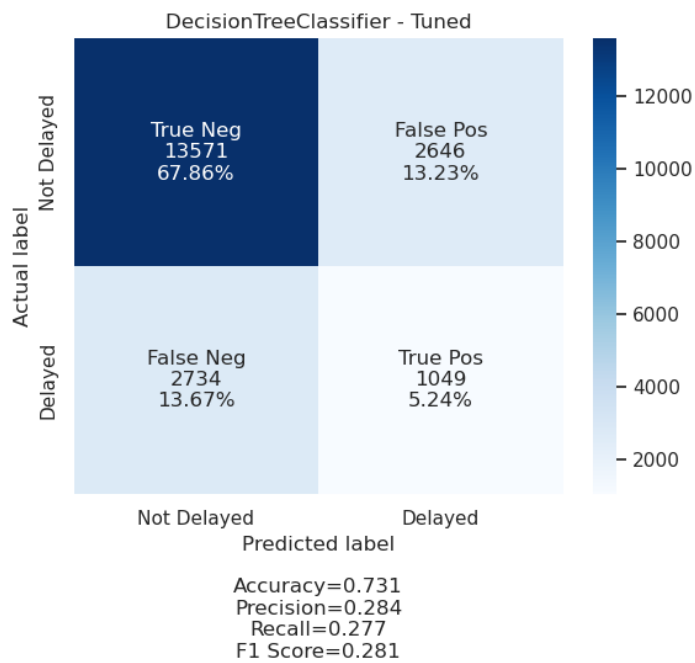 DecisionTreeClassifier - Tuned
True Neg
13571
67.86%
False Pos
2646
13.23%
False Neg
2734
13.67%
True Pos
1049
5.24%
Not Delayed
Delayed
Actual label
Not Delayed
Delayed
Predicted label
12000
10000
8000
6000
4000
2000
Accuracy=0.731
Precision=0.284
Recall=0.277
F1 Score=0.281